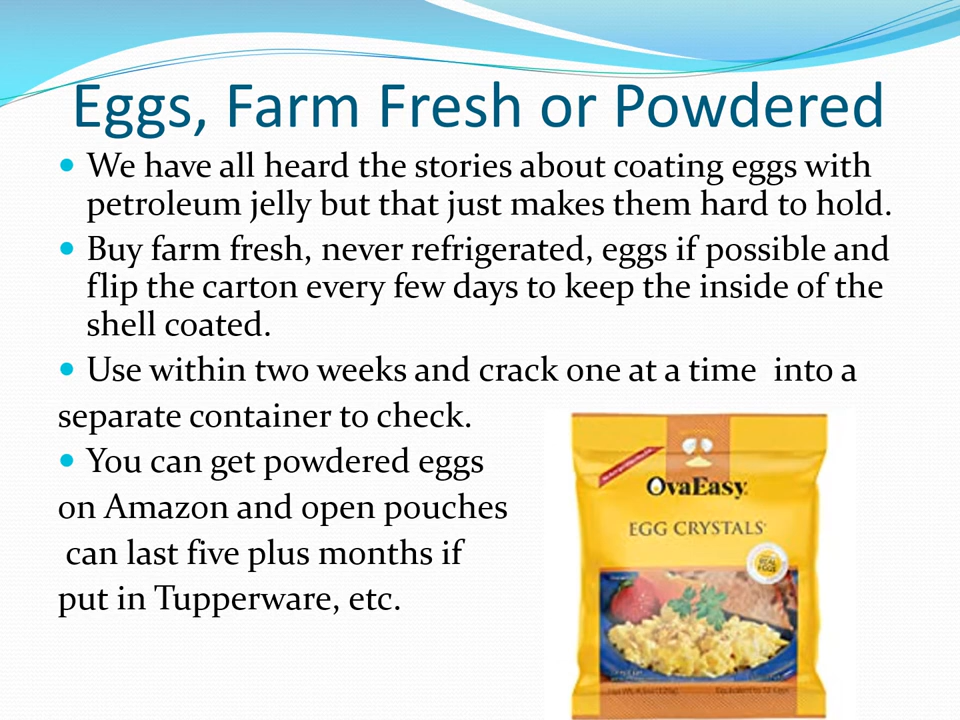 Eggs, Farm Fresh or Powdered
• We have all heard the stories about coating eggs with
petroleum jelly but that just makes them hard to hold.
• Buy farm fresh, never refrigerated, eggs if possible and
flip the carton every few days to keep the inside of the
shell coated.
• Use within two weeks and crack one at a time into a
separate container to check.
• You can get powdered eggs
on Amazon and open pouches
can last five plus months if
put in Tupperware, etc.
OvaEasy
EGG CRYSTALS
REAL
EGGS